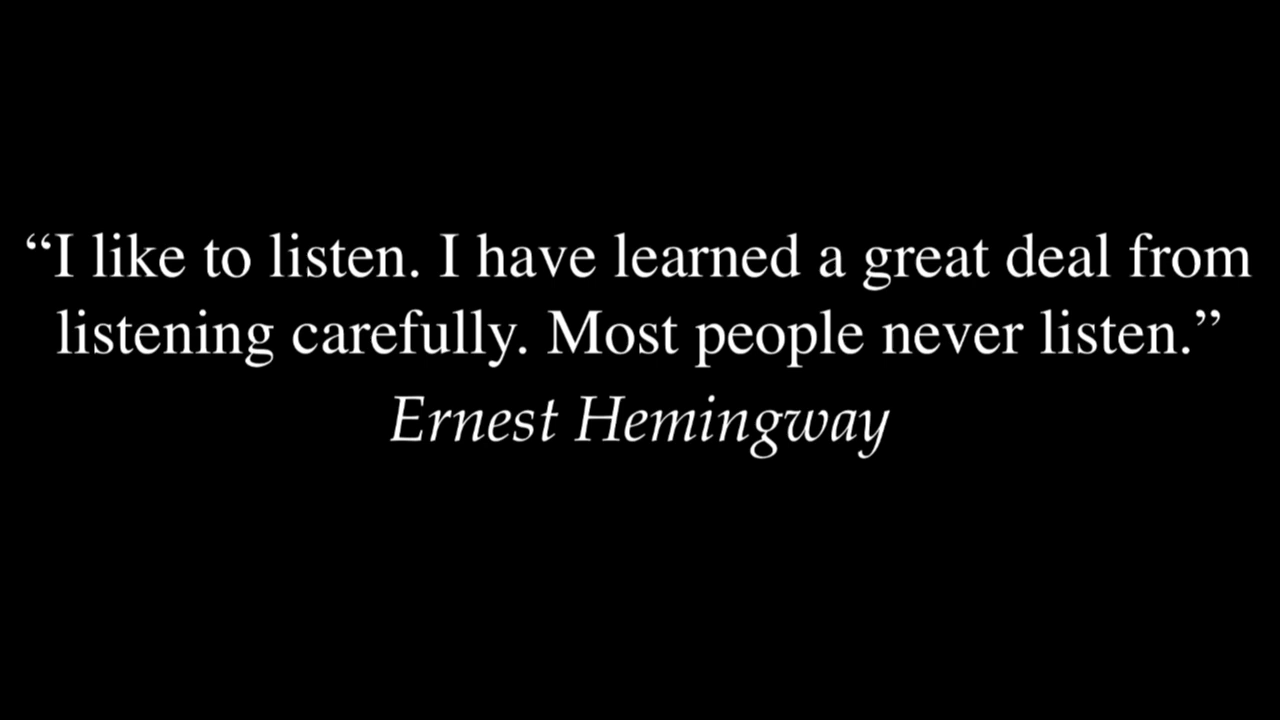 “I like to listen. I have learned a great deal from
listening carefully. Most people never listen.”
Ernest Hemingway